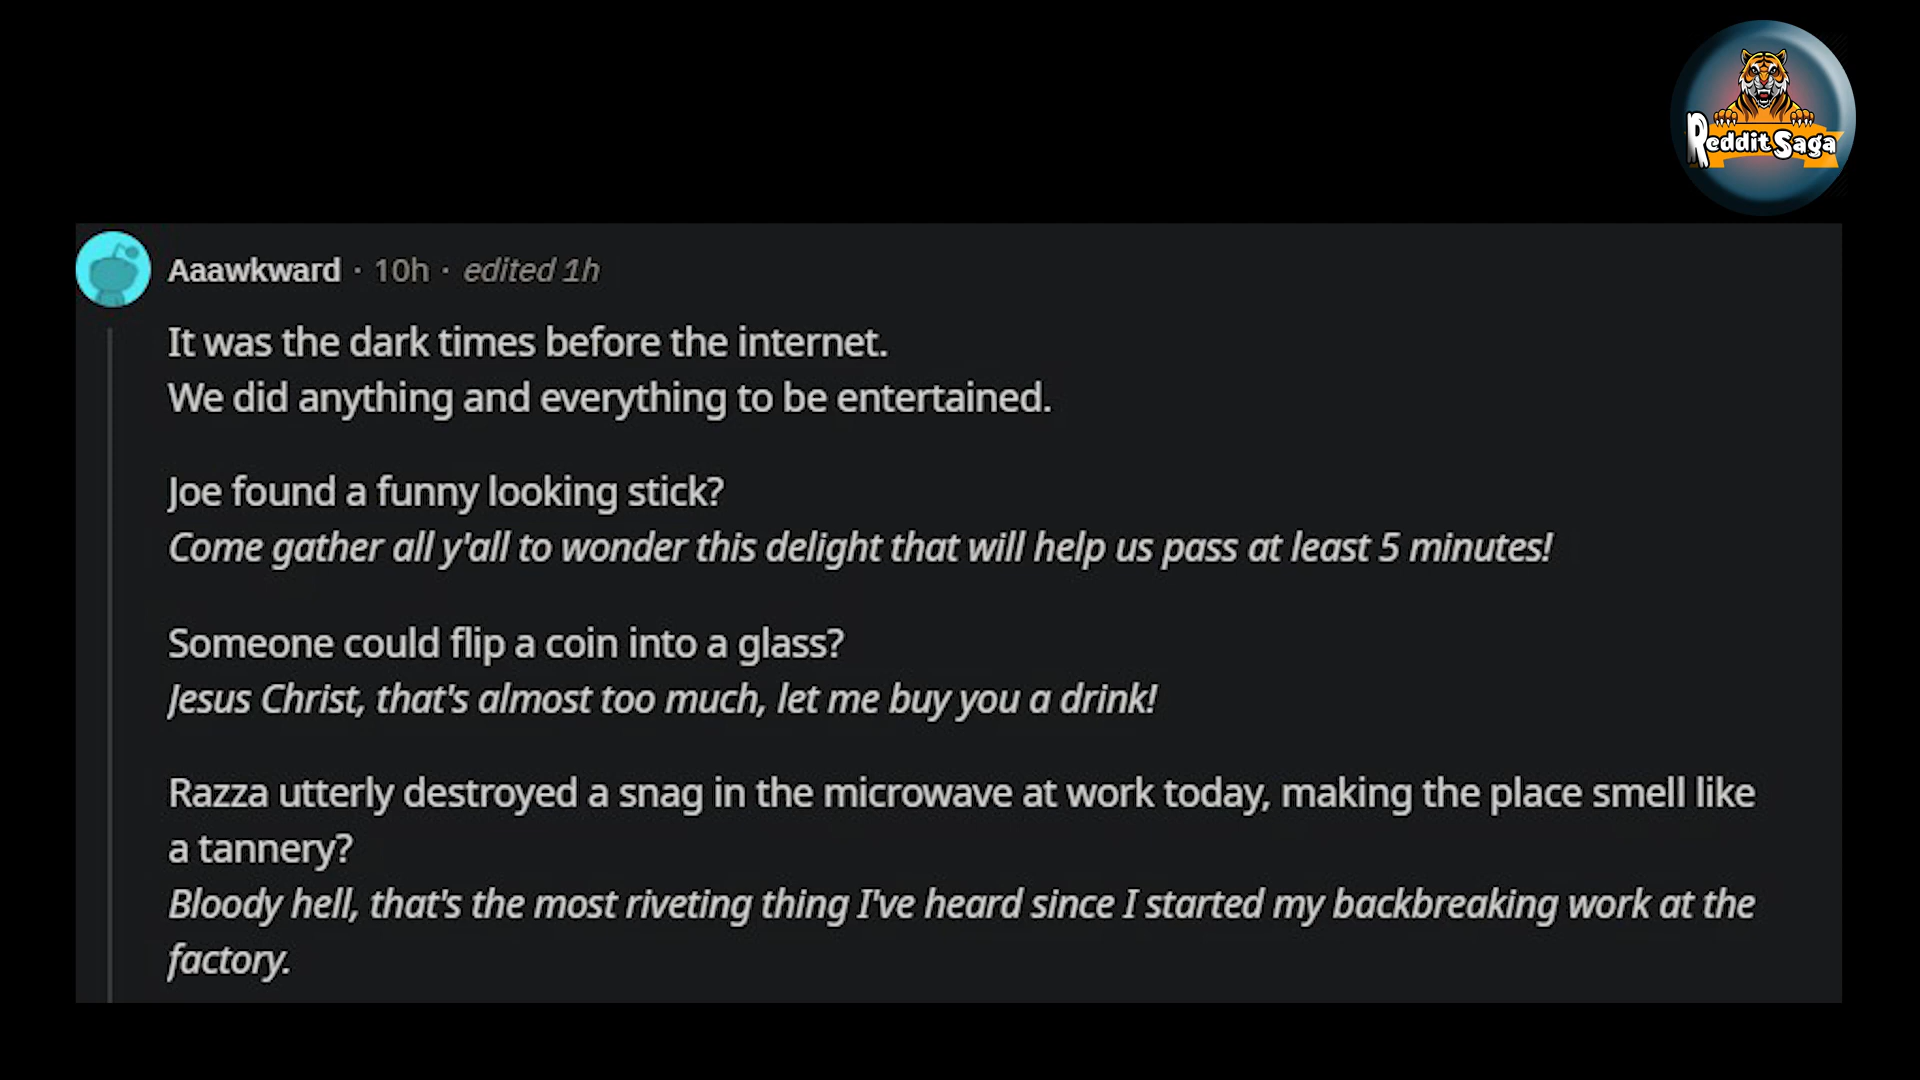 Reddit Saga
Aaawkward · 10h · edited 1h
It was the dark times before the internet.
We did anything and everything to be entertained.
Joe found a funny looking stick?
Come gather all y'all to wonder this delight that will help us pass at least 5 minutes!
Someone could flip a coin into a glass?
Jesus Christ, that's almost too much, let me buy you a drink!
Razza utterly destroyed a snag in the microwave at work today, making the place smell like
a tannery?
Bloody hell, that's the most riveting thing I've heard since I started my backbreaking work at the
factory.